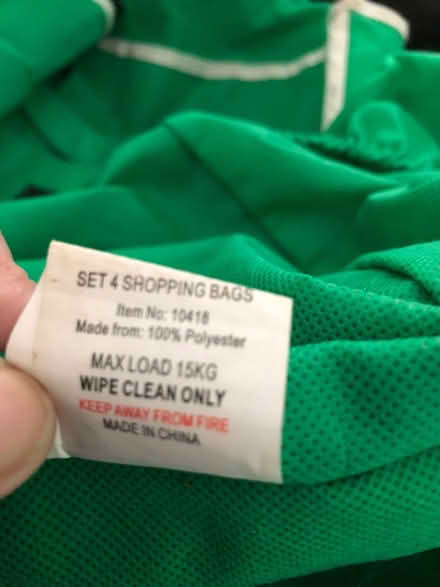 SET 4 SHOPPING BAGS
Item No: 10418
Made from: 100% Polyester
MAX LOAD 15KG
WIPE CLEAN ONLY
KEEP AWAY FROM FIRE
MADE IN CHINA